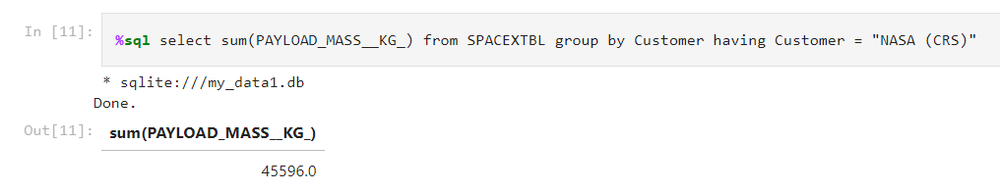 In [11]: %sql select sum(PAYLOAD_MASS__KG_) from SPACEXTBL group by Customer having Customer = "NASA (CRS)"
* sqlite:///my_data1.db
Done.
Out[11]: sum(PAYLOAD_MASS__KG_)
45596.0